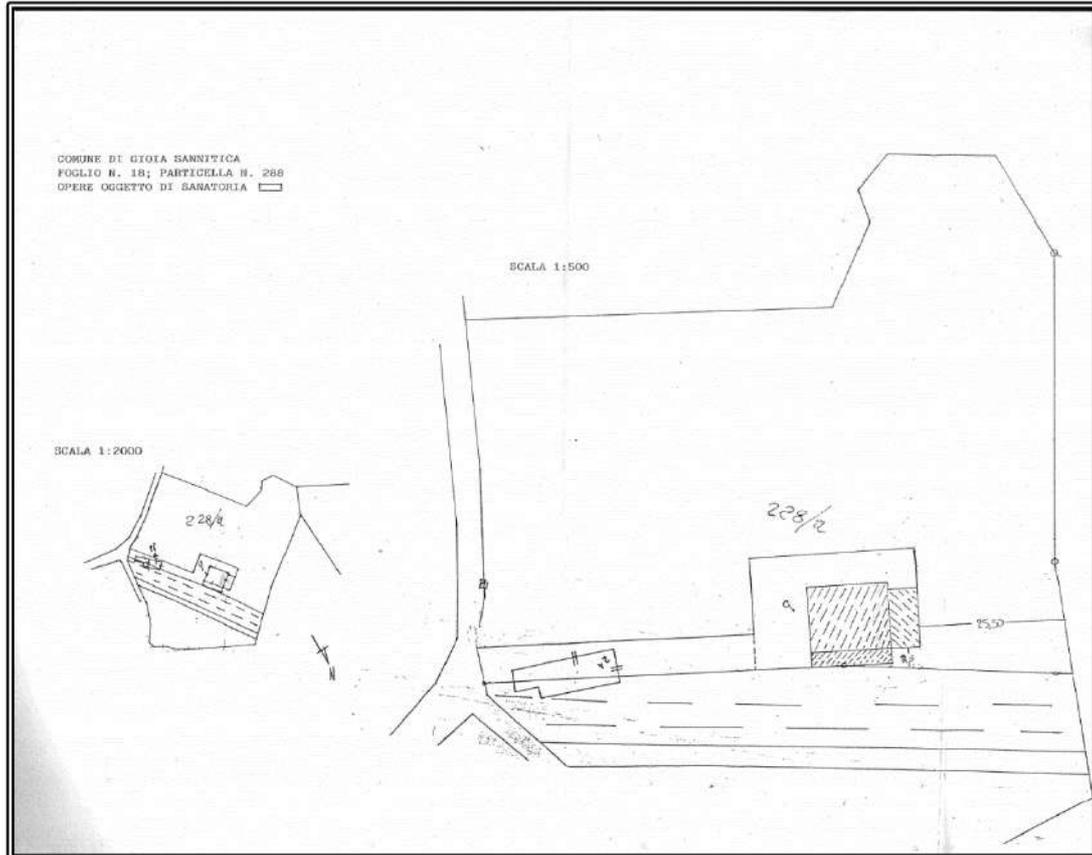 COMUNE DI GIOIA SANNITICA
FOGLIO N. 18; PARTICELLA N. 288
OPERE OGGETTO DI SANATORIA
SCALA 1:500
SCALA 1:2000
228/a
228/a
a
25,50
N